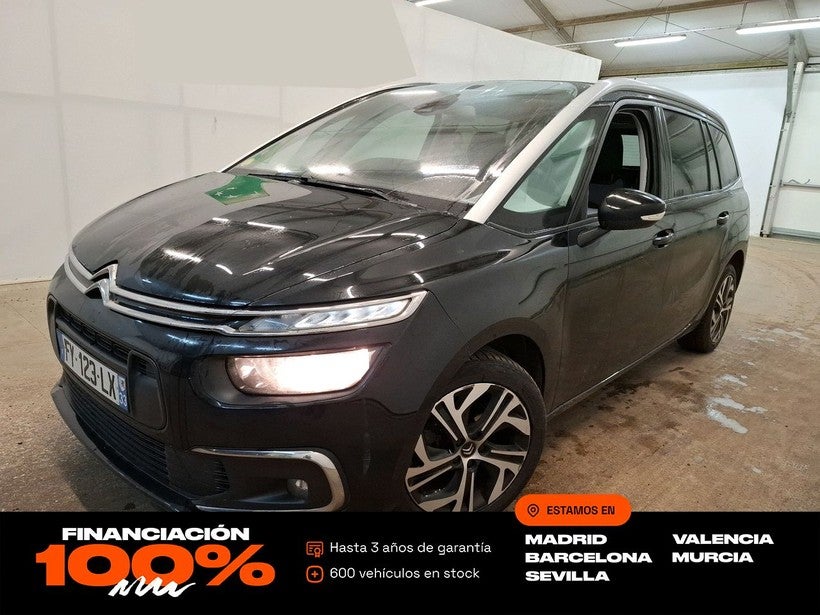 FY-123-LX
33
FINANCIACIÓN
100%
Hasta 3 años de garantía
600 vehículos en stock
ESTAMOS EN
MADRID
BARCELONA
SEVILLA
VALENCIA
MURCIA